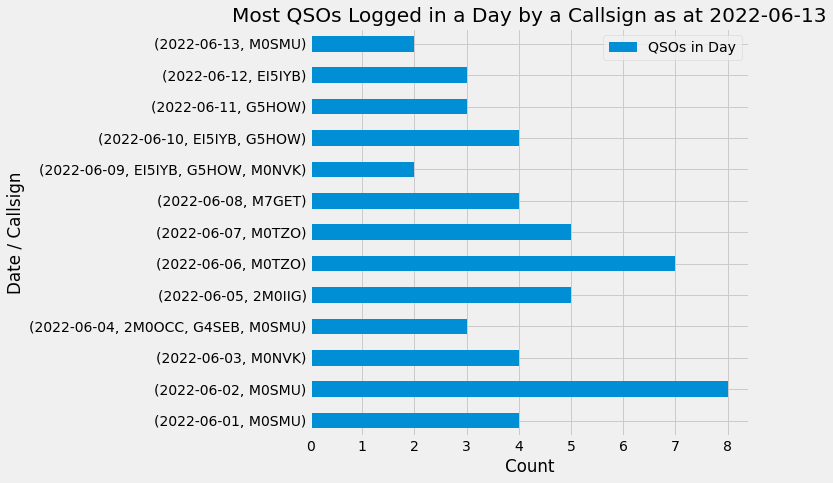 Most QSOs Logged in a Day by a Callsign as at 2022-06-13
QSOs in Day
Date / Callsign
(2022-06-13, M0SMU)
(2022-06-12, EI5IYB)
(2022-06-11, G5HOW)
(2022-06-10, EI5IYB, G5HOW)
(2022-06-09, EI5IYB, G5HOW, M0NVK)
(2022-06-08, M7GET)
(2022-06-07, M0TZO)
(2022-06-06, M0TZO)
(2022-06-05, 2M0IIG)
(2022-06-04, 2M0OCC, G4SEB, M0SMU)
(2022-06-03, M0NVK)
(2022-06-02, M0SMU)
(2022-06-01, M0SMU)
0 1 2 3 4 5 6 7 8
Count